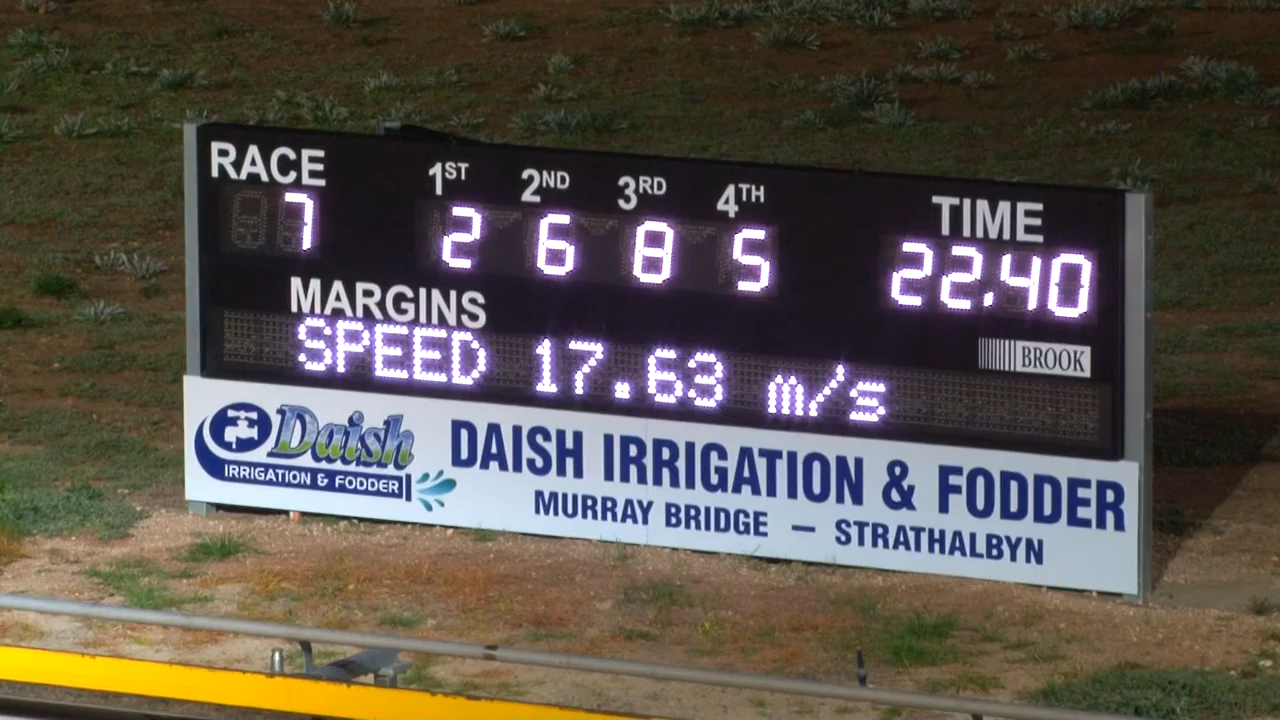 RACE 1ST 2ND 3RD 4TH TIME
7 2 6 8 5 22.40
MARGINS
BROOK
SPEED 17.63 m/s
Daish
IRRIGATION & FODDER
DAISH IRRIGATION & FODDER
MURRAY BRIDGE – STRATHALBYN